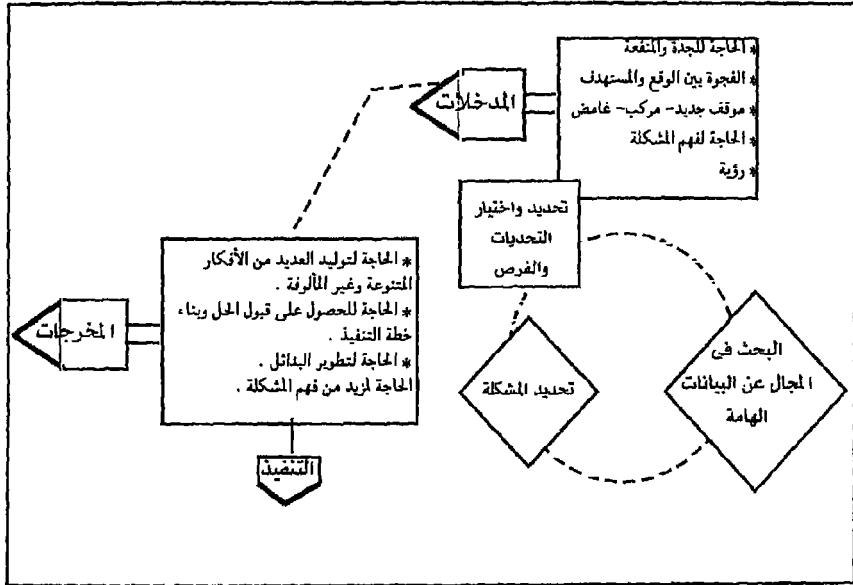 * الحاجة للجدة والمنفعة
* الفجوة بين الوقع والمستهدف
* موقف جديد- مركب- غامض
* الحاجة لفهم المشكلة
* رؤية
المدخلات
تحديد واختيار
التحديات
والفرص
البحث فى
المجال عن البيانات
الهامة
تحديد المشكلة
* الحاجة لتوليد العديد من الأفكار
المتنوعة وغير المألوفة .
* الحاجة للحصول على قبول الحل وبناء
خطة التنفيذ .
* الحاجة لتطوير البدائل .
الحاجة لمزيد من فهم المشكلة .
المخرجات
التنفيذ